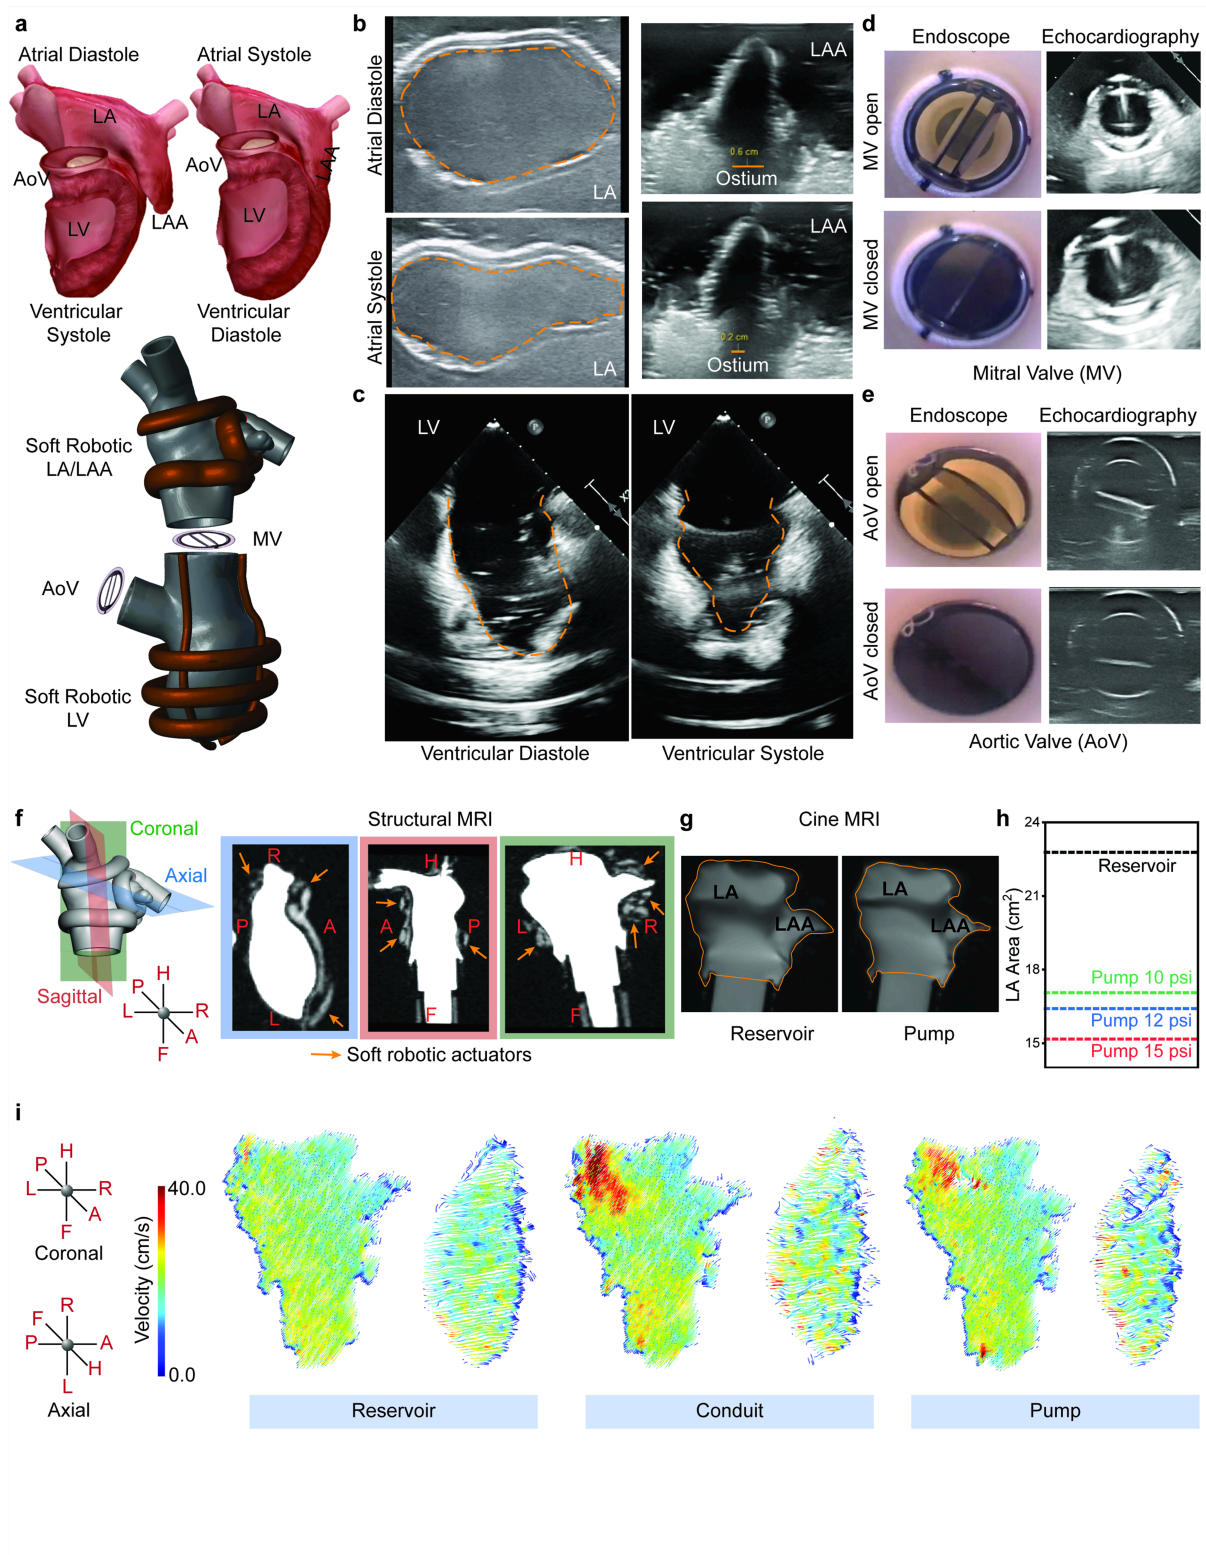 a
Atrial Diastole
Atrial Systole
LA
LA
LAA
AoV
AoV
LV
LV
LAA
Ventricular
Systole
Ventricular
Diastole
Soft Robotic
LA/LAA
MV
AoV
Soft Robotic
LV
b
Atrial Diastole
LA
LAA
0.6 cm
Ostium
Atrial Systole
LA
LAA
0.2 cm
Ostium
c
LV
P
LV
P
Ventricular Diastole
Ventricular Systole
d
Endoscope
Echocardiography
MV open
MV closed
Mitral Valve (MV)
e
Endoscope
Echocardiography
AoV open
AoV closed
Aortic Valve (AoV)
f
Structural MRI
Coronal
Axial
Sagittal
H
P
L
R
A
F
R
P
A
L
H
A
P
F
H
L
R
F
Soft robotic actuators
g
Cine MRI
LA
LAA
LA
LAA
Reservoir
Pump
h
LA Area (cm²)
24
21
18
15
Reservoir
Pump 10 psi
Pump 12 psi
Pump 15 psi
i
H
P
L
R
A
F
Coronal
R
F
P
A
H
L
Axial
Velocity (cm/s)
40.0
0.0
Reservoir
Conduit
Pump